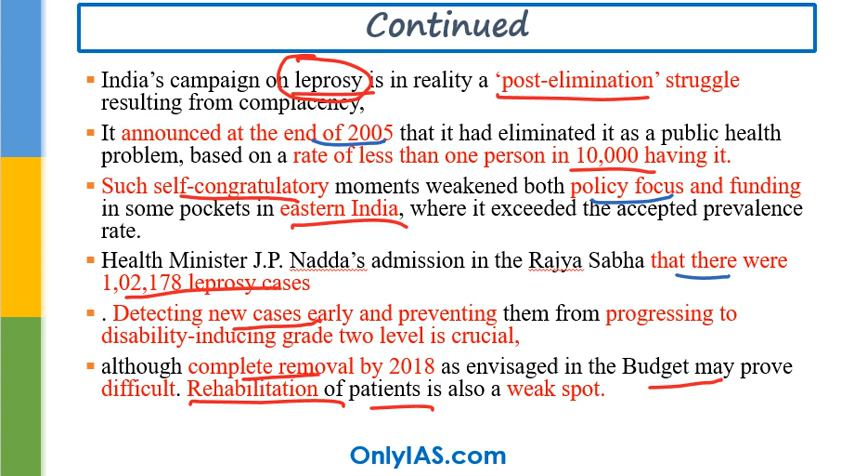 Continued
▪ India's campaign on leprosy is in reality a 'post-elimination' struggle
resulting from complacency,
▪ It announced at the end of 2005 that it had eliminated it as a public health
problem, based on a rate of less than one person in 10,000 having it.
▪ Such self-congratulatory moments weakened both policy focus and funding
in some pockets in eastern India, where it exceeded the accepted prevalence
rate.
▪ Health Minister J.P. Nadda's admission in the Rajya Sabha that there were
1,02,178 leprosy cases
▪ . Detecting new cases early and preventing them from progressing to
disability-inducing grade two level is crucial,
▪ although complete removal by 2018 as envisaged in the Budget may prove
difficult. Rehabilitation of patients is also a weak spot.
OnlyIAS.com